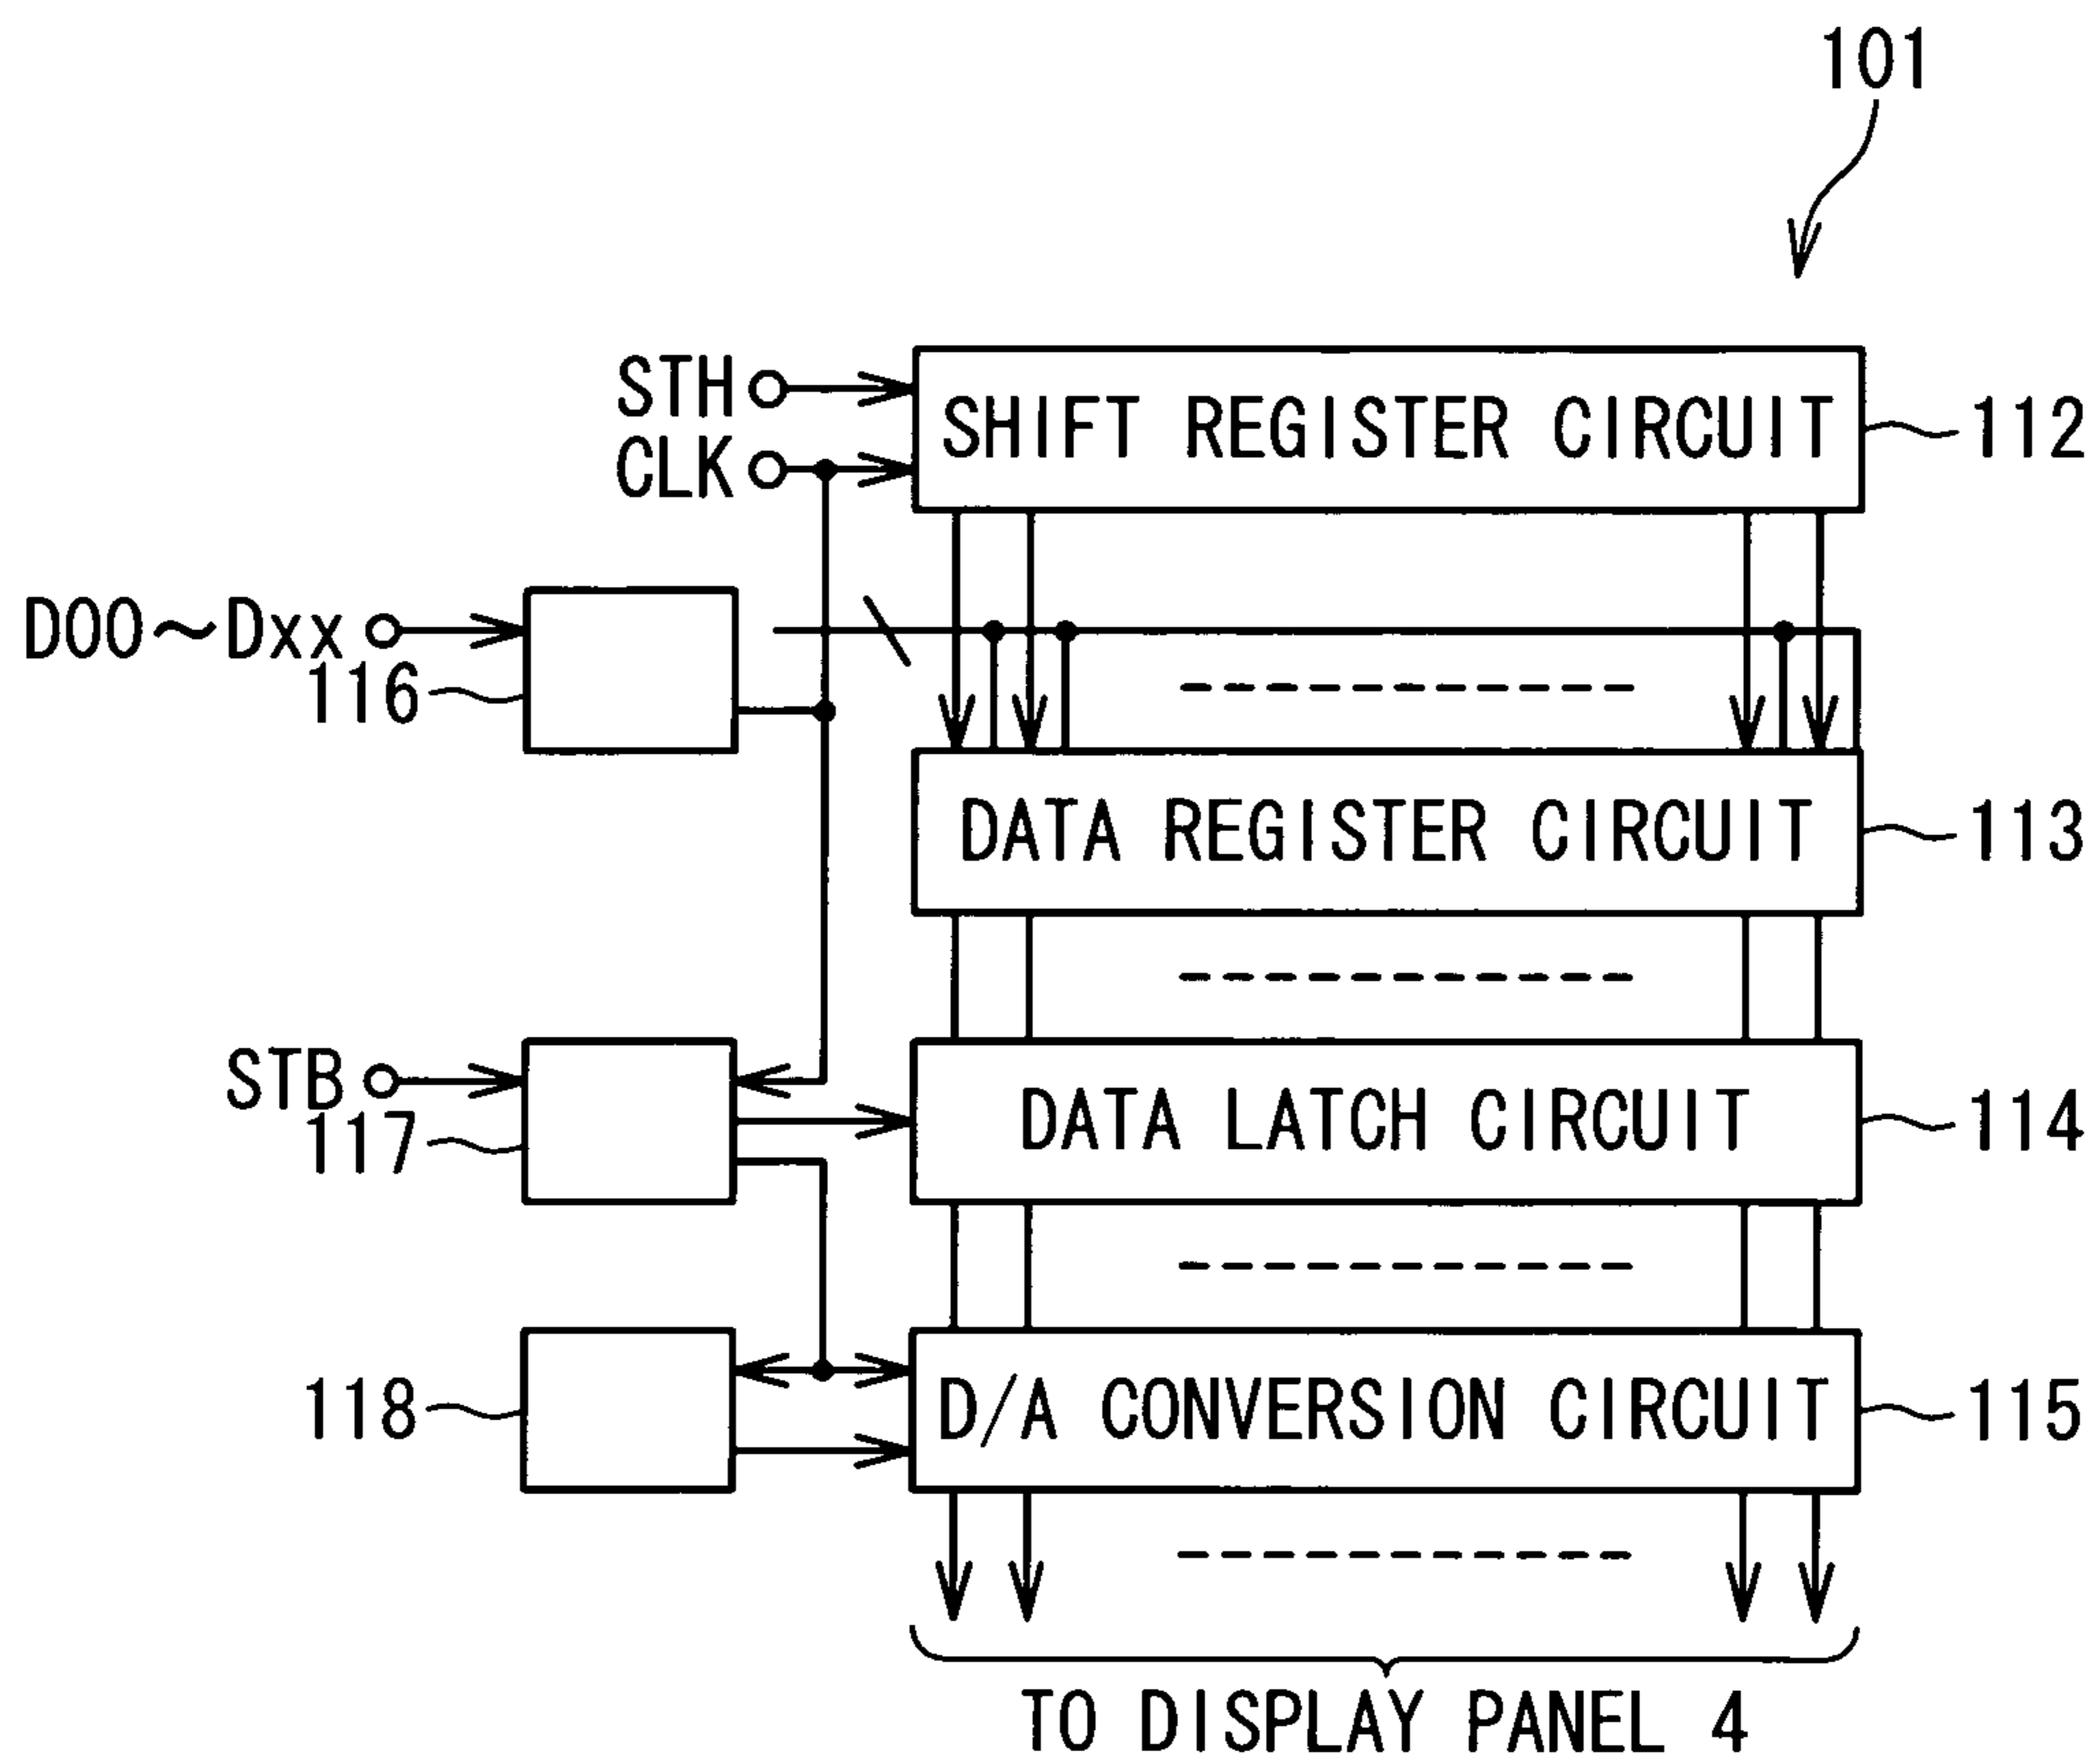 101
STH
CLK
SHIFT REGISTER CIRCUIT
112
D00～Dxx
116
DATA REGISTER CIRCUIT
113
STB
117
DATA LATCH CIRCUIT
114
118
D/A CONVERSION CIRCUIT
115
TO DISPLAY PANEL 4